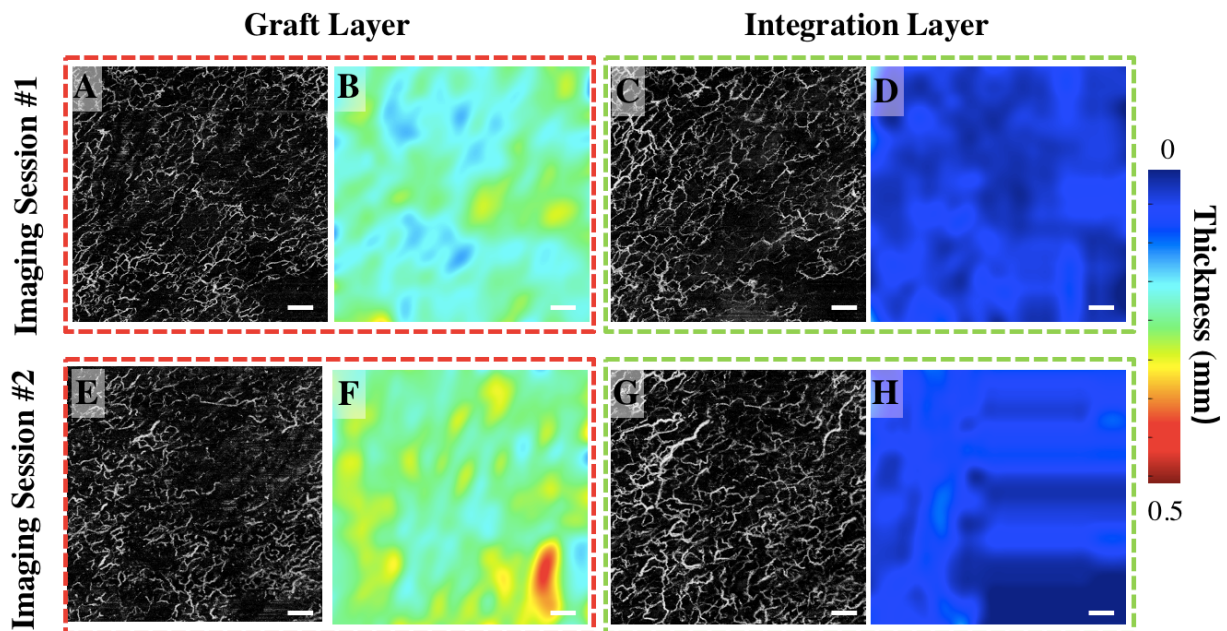 Graft Layer
Integration Layer
Imaging Session #1
A
B
C
D
0
Thickness (mm)
0.5
Imaging Session #2
E
F
G
H